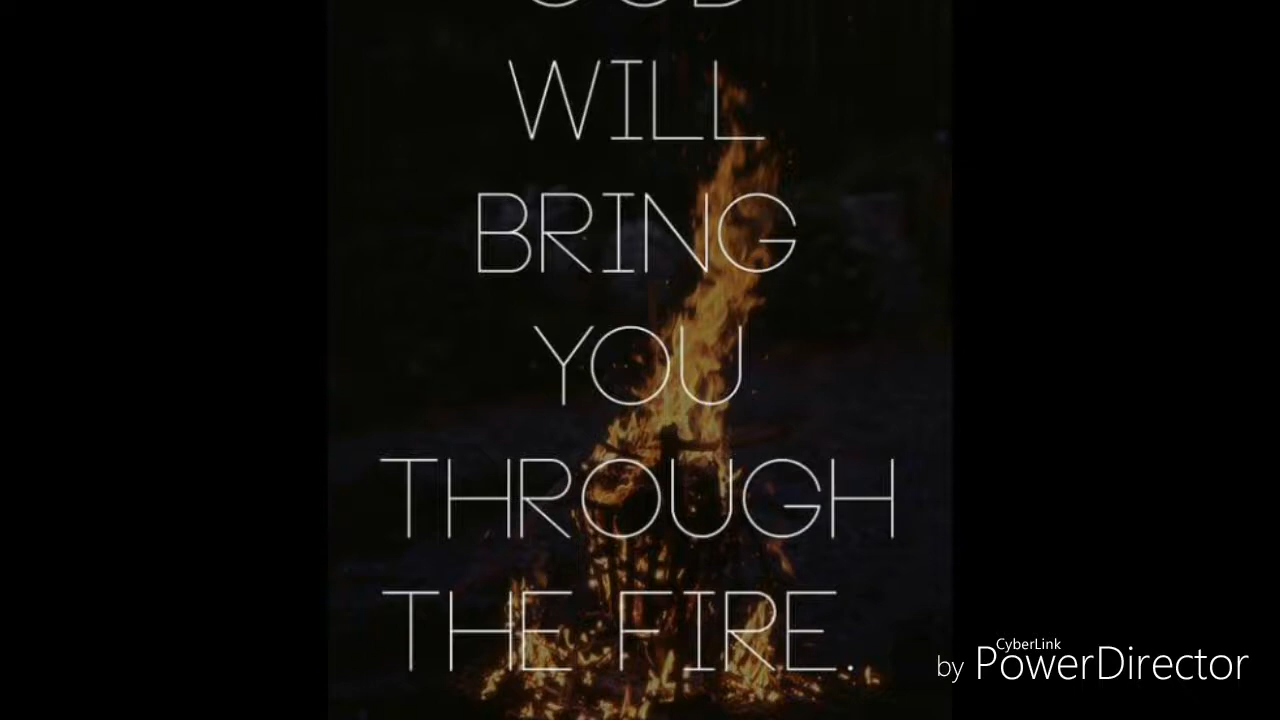 WILL
BRING
YOU
THROUGH
THE FIRE.
CyberLink
by PowerDirector